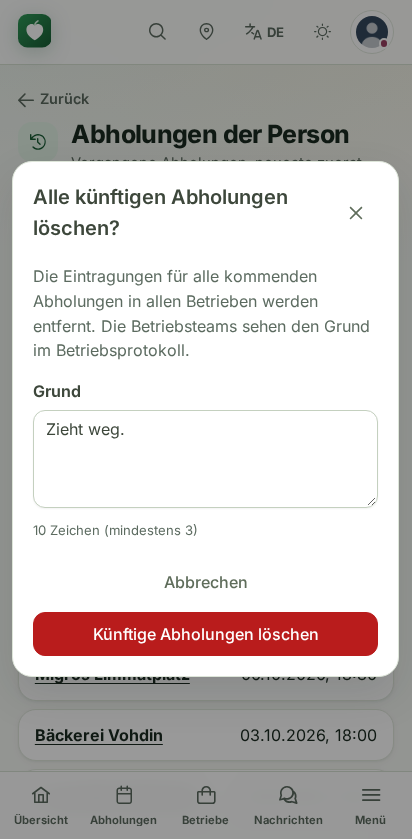 DE
Zurück
Abholungen der Person
Alle künftigen Abholungen
löschen?
Die Eintragungen für alle kommenden
Abholungen in allen Betrieben werden
entfernt. Die Betriebsteams sehen den Grund
im Betriebsprotokoll.
Grund
Zieht weg.
10 Zeichen (mindestens 3)
Abbrechen
Künftige Abholungen löschen
Bäckerei Vohdin 03.10.2026, 18:00
Übersicht Abholungen Betriebe Nachrichten Menü